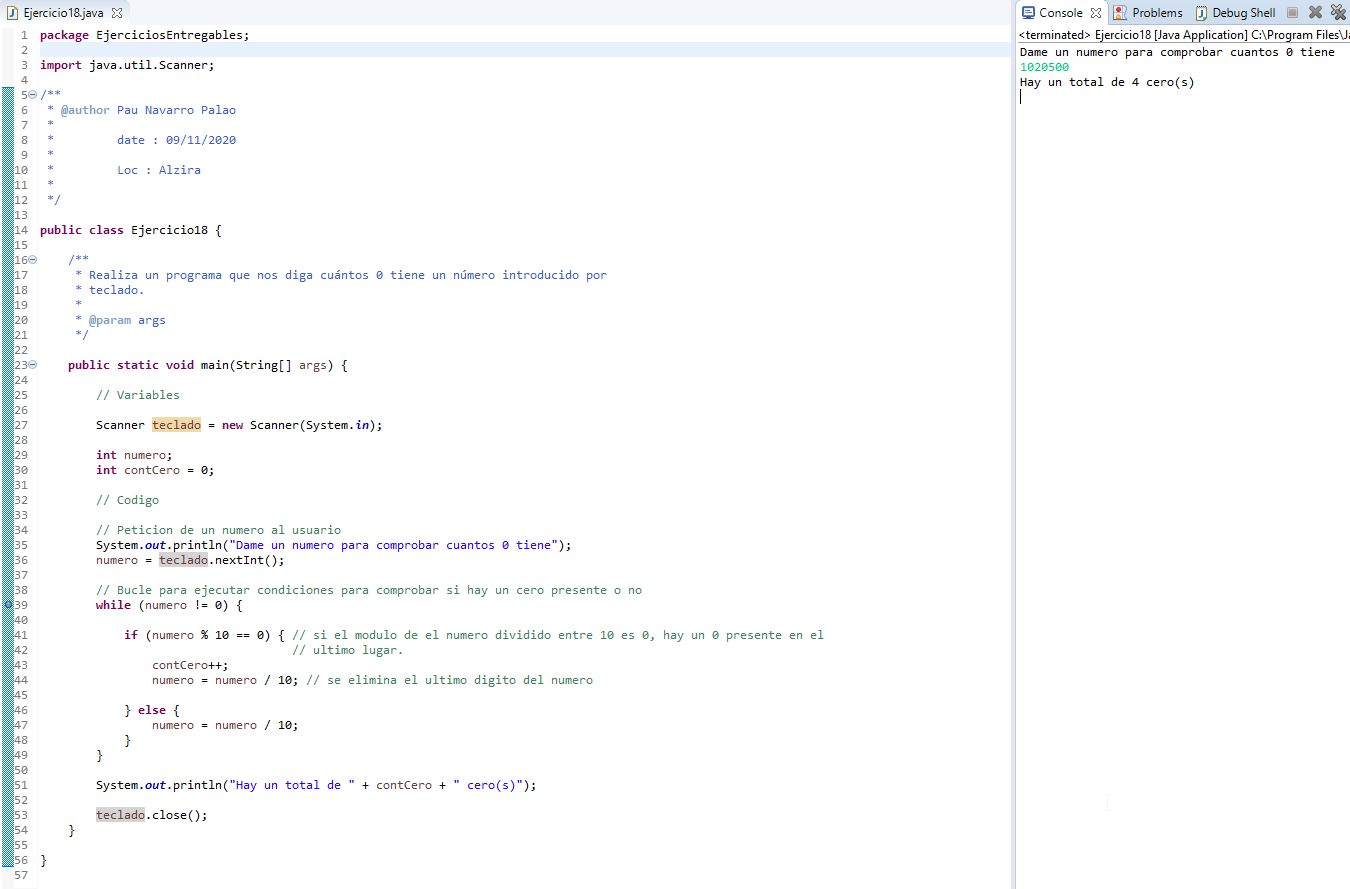 Ejercicio18.java
1 package EjerciciosEntregables;
2
3 import java.util.Scanner;
4
5 /**
6  * @author Pau Navarro Palao
7  *
8  *         date : 09/11/2020
9  *
10  *         Loc : Alzira
11  *
12  */
13
14 public class Ejercicio18 {
15
16     /**
17      * Realiza un programa que nos diga cuántos 0 tiene un número introducido por
18      * teclado.
19      *
20      * @param args
21      */
22
23     public static void main(String[] args) {
24
25         // Variables
26
27         Scanner teclado = new Scanner(System.in);
28
29         int numero;
30         int contCero = 0;
31
32         // Codigo
33
34         // Peticion de un numero al usuario
35         System.out.println("Dame un numero para comprobar cuantos 0 tiene");
36         numero = teclado.nextInt();
37
38         // Bucle para ejecutar condiciones para comprobar si hay un cero presente o no
39         while (numero != 0) {
40
41             if (numero % 10 == 0) { // si el modulo de el numero dividido entre 10 es 0, hay un 0 presente en el
42                                     // ultimo lugar.
43                 contCero++;
44                 numero = numero / 10; // se elimina el ultimo digito del numero
45
46             } else {
47                 numero = numero / 10;
48             }
49         }
50
51         System.out.println("Hay un total de " + contCero + " cero(s)");
52
53         teclado.close();
54     }
55
56 }
57
Console Problems Debug Shell
<terminated> Ejercicio18 [Java Application] C:\Program Files\Ja
Dame un numero para comprobar cuantos 0 tiene
1020500
Hay un total de 4 cero(s)